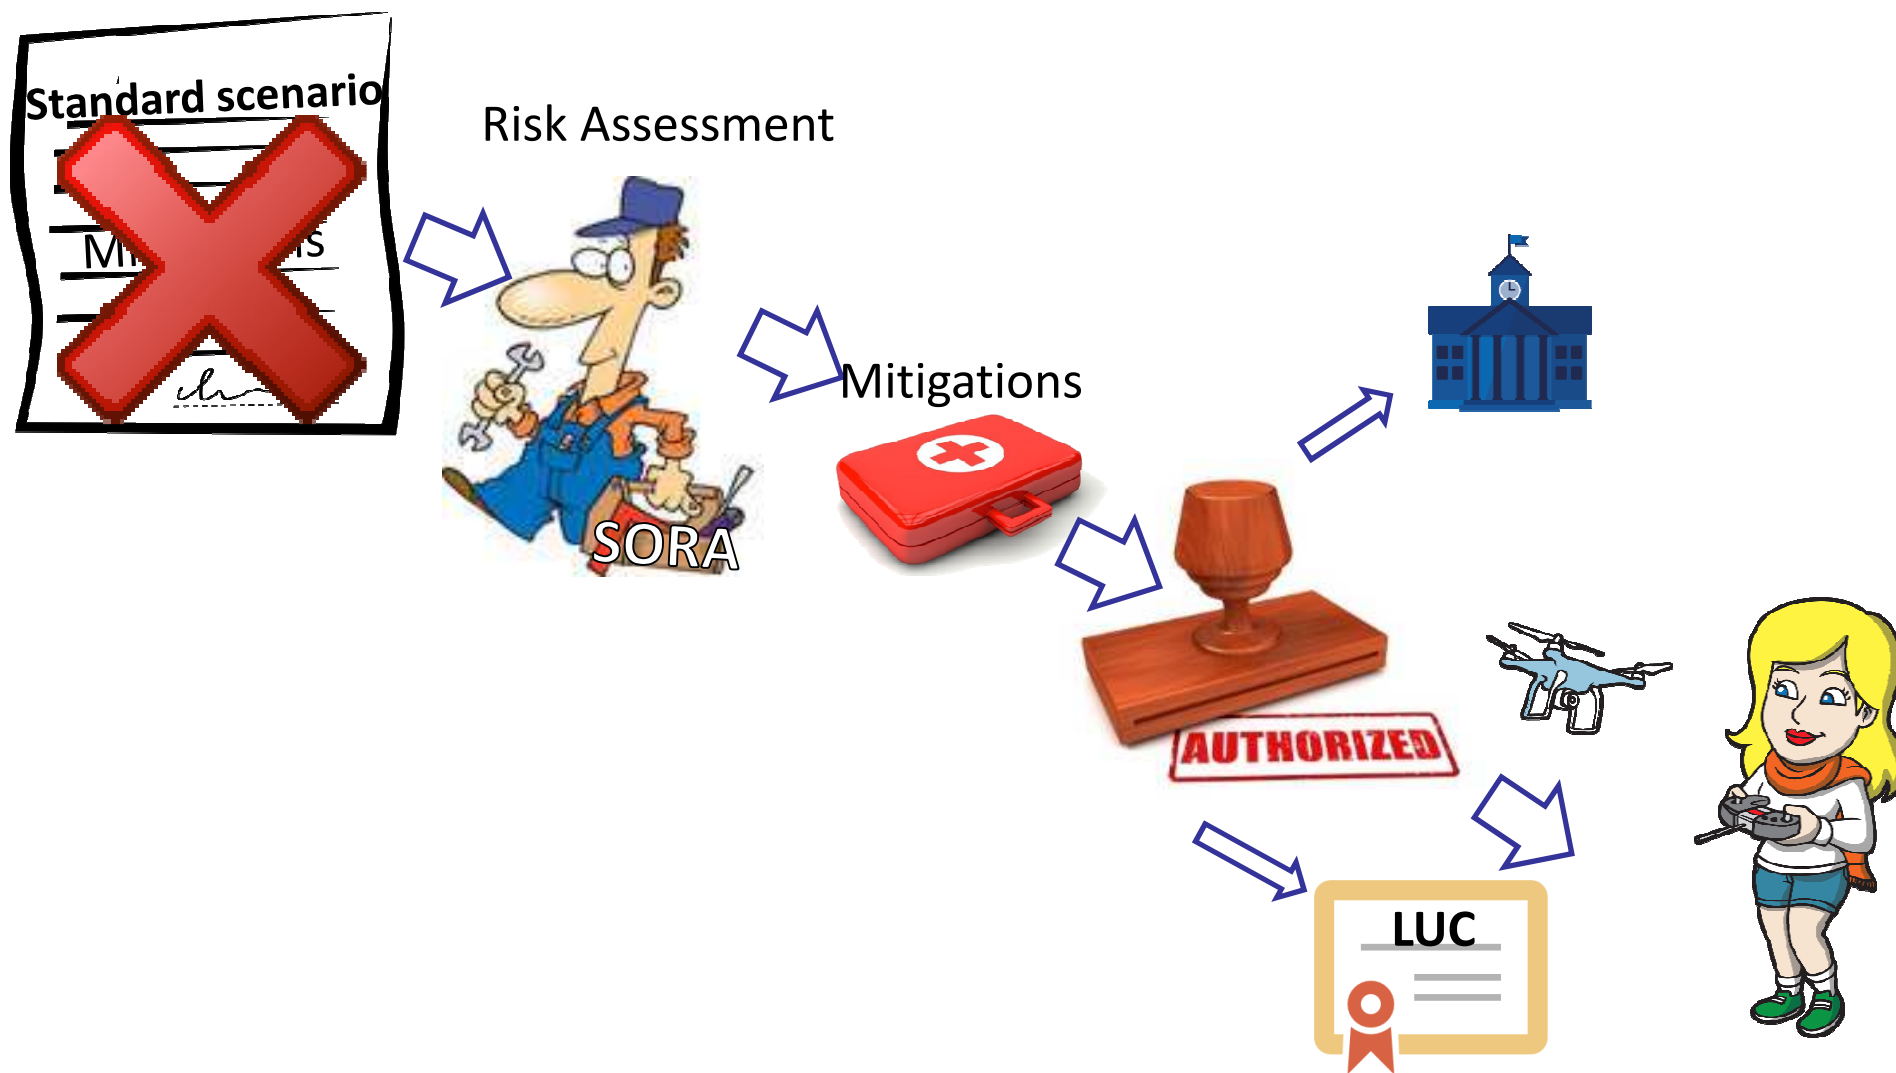 Standard scenario
Risk Assessment
SORA
Mitigations
AUTHORIZED
LUC